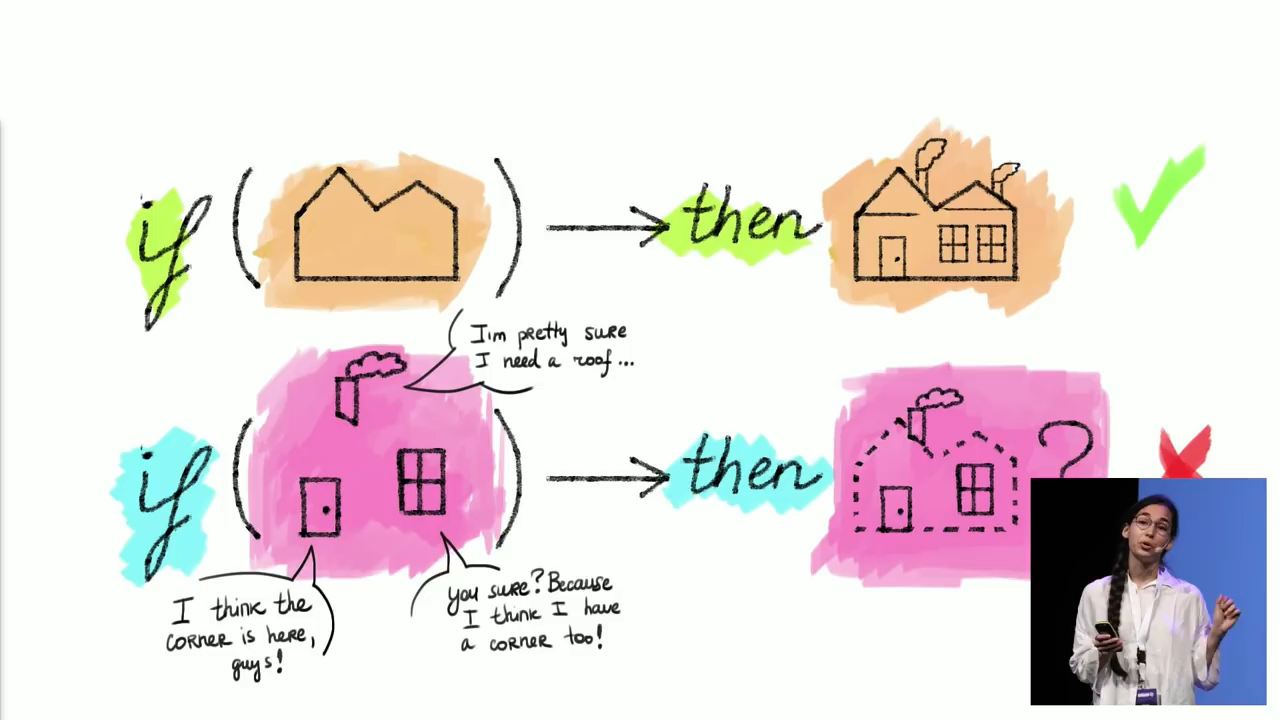 if ( ) then
I'm pretty sure
I need a roof...
if ( ) then ?
I think the
corner is here,
guys!
you sure? Because
I think I have
a corner too!